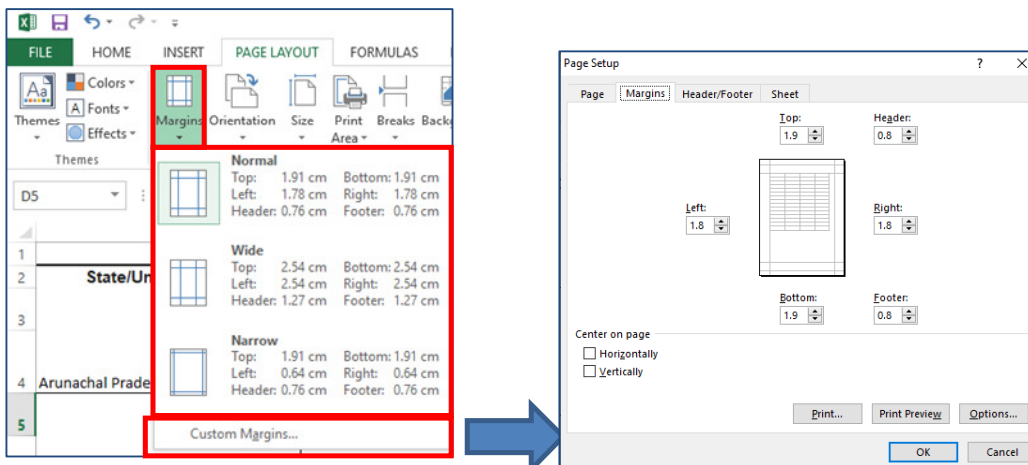 FILE HOME INSERT PAGE LAYOUT FORMULAS
Colors
Fonts
Effects
Themes
Themes
Margins Orientation Size Print Area Breaks
D5
Normal
Top: 1.91 cm Bottom: 1.91 cm
Left: 1.78 cm Right: 1.78 cm
Header: 0.76 cm Footer: 0.76 cm
Wide
Top: 2.54 cm Bottom: 2.54 cm
Left: 2.54 cm Right: 2.54 cm
Header: 1.27 cm Footer: 1.27 cm
Narrow
Top: 1.91 cm Bottom: 1.91 cm
Left: 0.64 cm Right: 0.64 cm
Header: 0.76 cm Footer: 0.76 cm
Custom Margins...
1
2 State/Un
3
4 Arunachal Prade
5
Page Setup ? X
Page Margins Header/Footer Sheet
Top: Header:
1.9 0.8
Left: Right:
1.8 1.8
Bottom: Footer:
1.9 0.8
Center on page
Horizontally
Vertically
Print... Print Preview Options...
OK Cancel